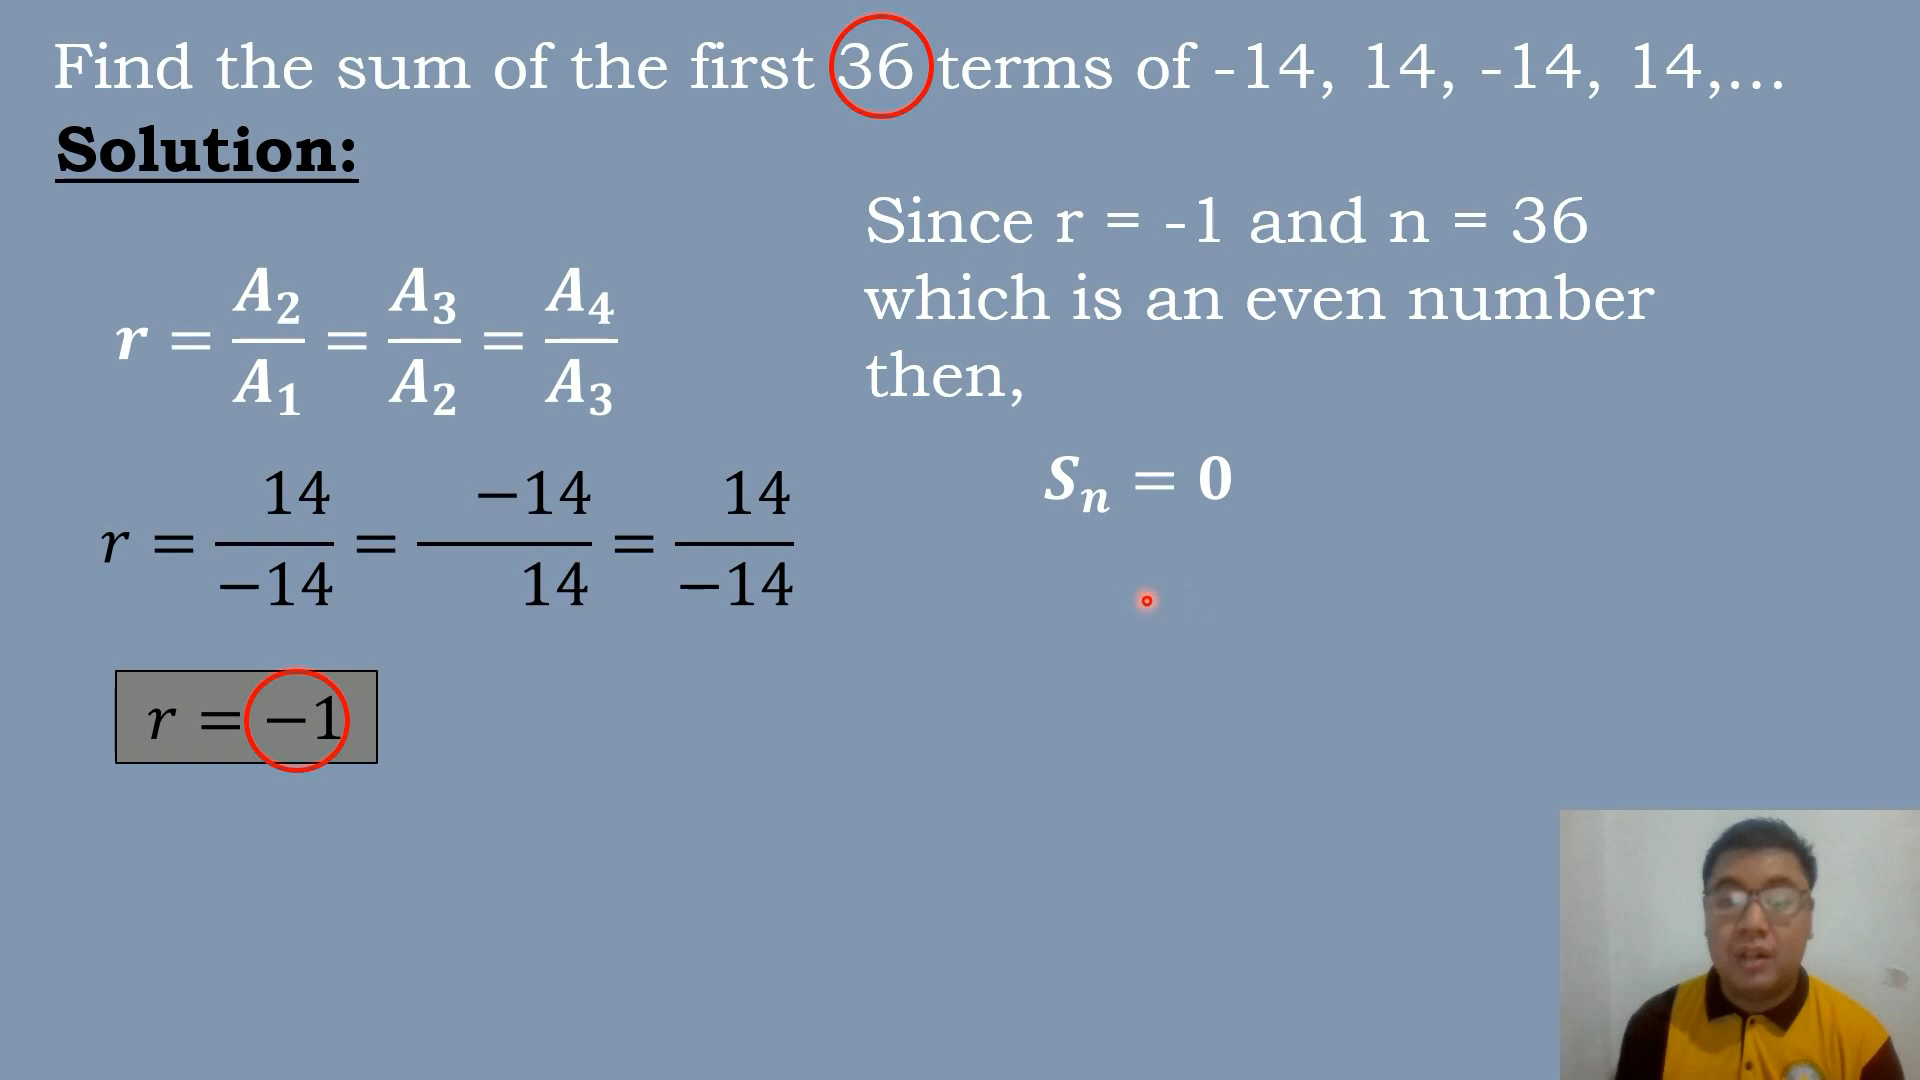 Find the sum of the first 36 terms of -14, 14, -14, 14,...
Solution:
r = A₂/A₁ = A₃/A₂ = A₄/A₃
r = 14/−14 = −14/14 = 14/−14
r = −1
Since r = -1 and n = 36
which is an even number
then,
Sₙ = 0